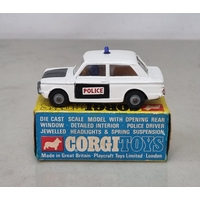 POLICE
DIE CAST SCALE MODEL WITH OPENING REAR
WINDOW · DETAILED INTERIOR · POLICE DRIVER
JEWELLED HEADLIGHTS & SPRING SUSPENSION
CORGI TOYS
Made in Great Britain Playcraft Toys Limited · London